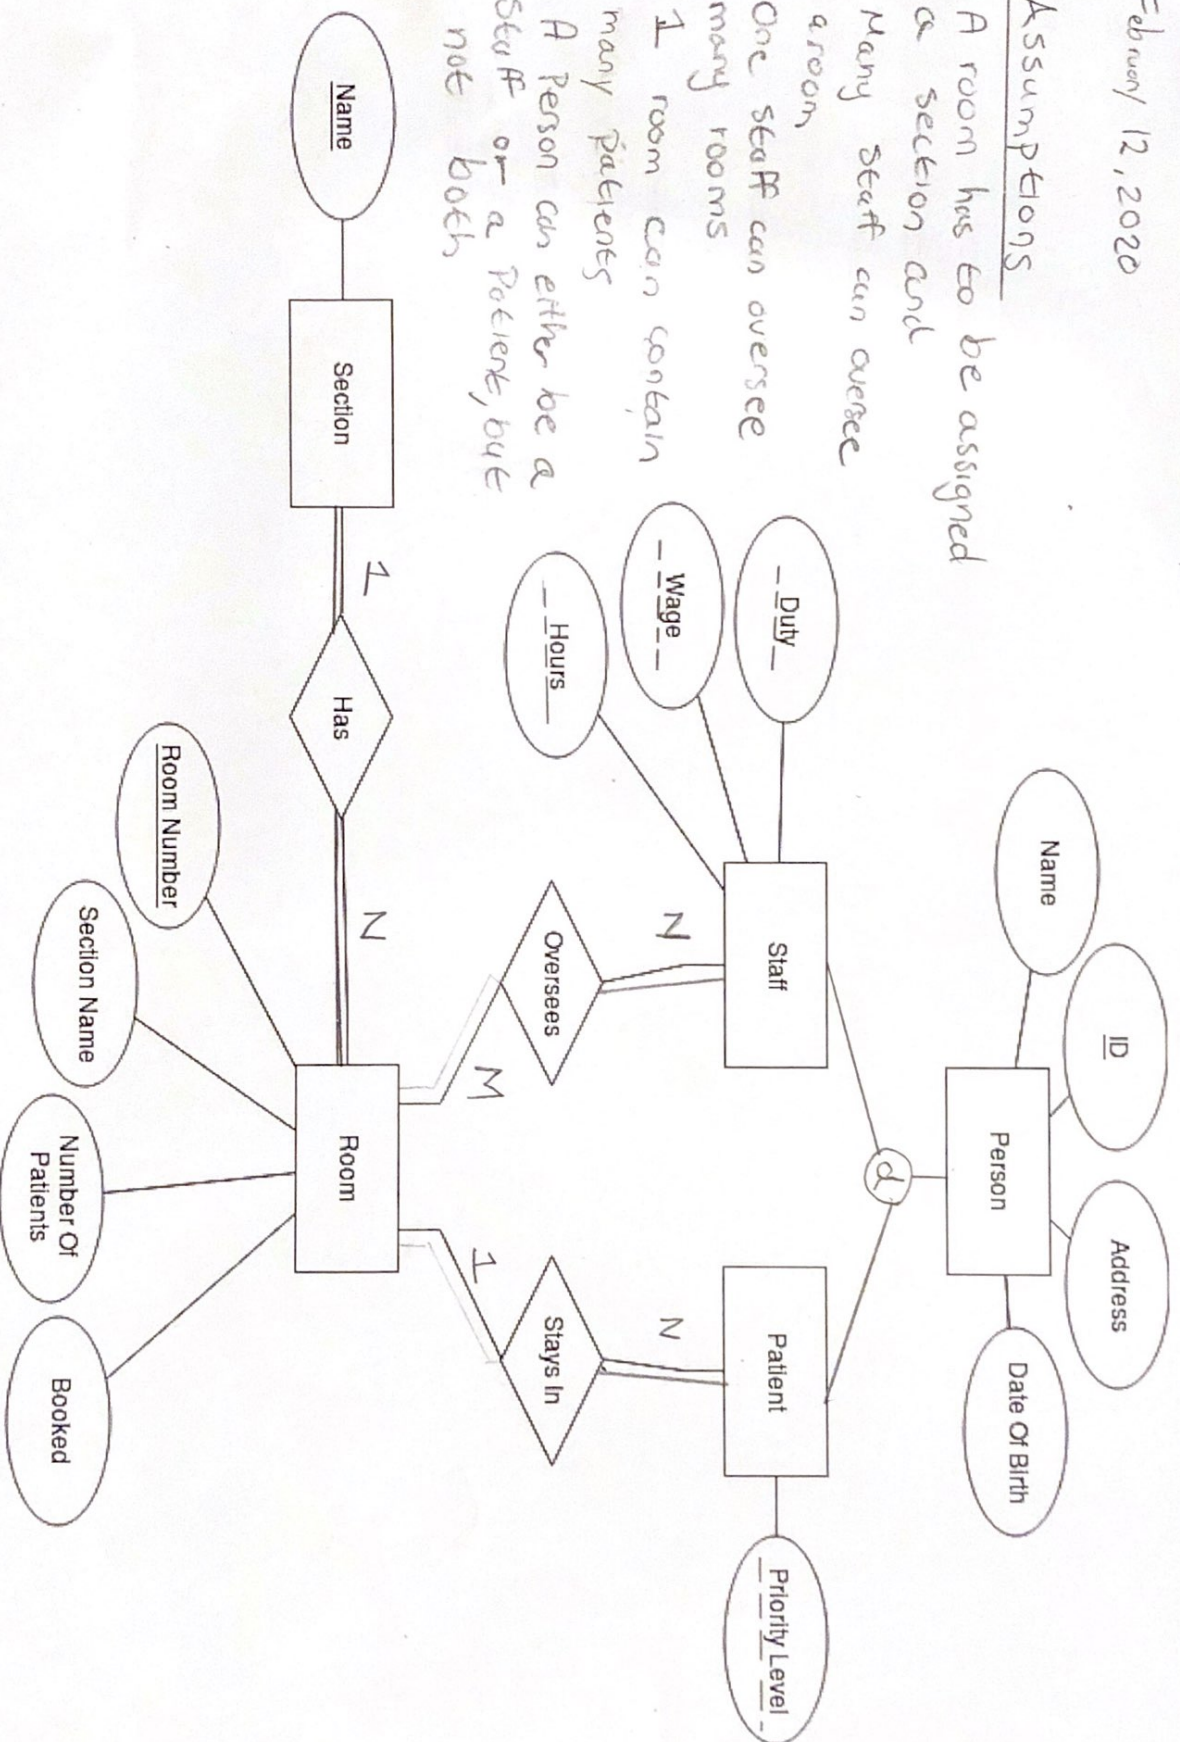 February 12, 2020
Assumptions
A room has to be assigned
a section and
Many staff can oversee
a room
One staff can oversee
many rooms
1 room can contain
many patients
A Person can either be a
Staff or a Patient, but
not both
Name
ID
Address
Date Of Birth
Person
d
Duty
Wage
Hours
Staff
Patient
Priority Level
N
N
Oversees
Stays In
M
1
Name
Section
1
Has
N
Room
Room Number
Section Name
Number Of
Patients
Booked